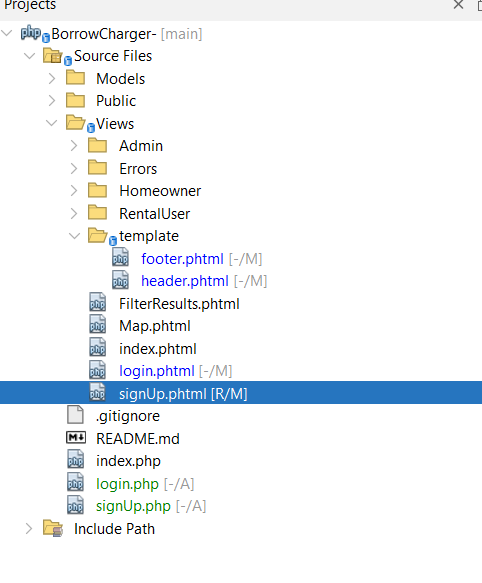 Projects
BorrowCharger- [main]
Source Files
Models
Public
Views
Admin
Errors
Homeowner
RentalUser
template
footer.phtml [-/M]
header.phtml [-/M]
FilterResults.phtml
Map.phtml
index.phtml
login.phtml [-/M]
signUp.phtml [R/M]
.gitignore
README.md
index.php
login.php [-/A]
signUp.php [-/A]
Include Path